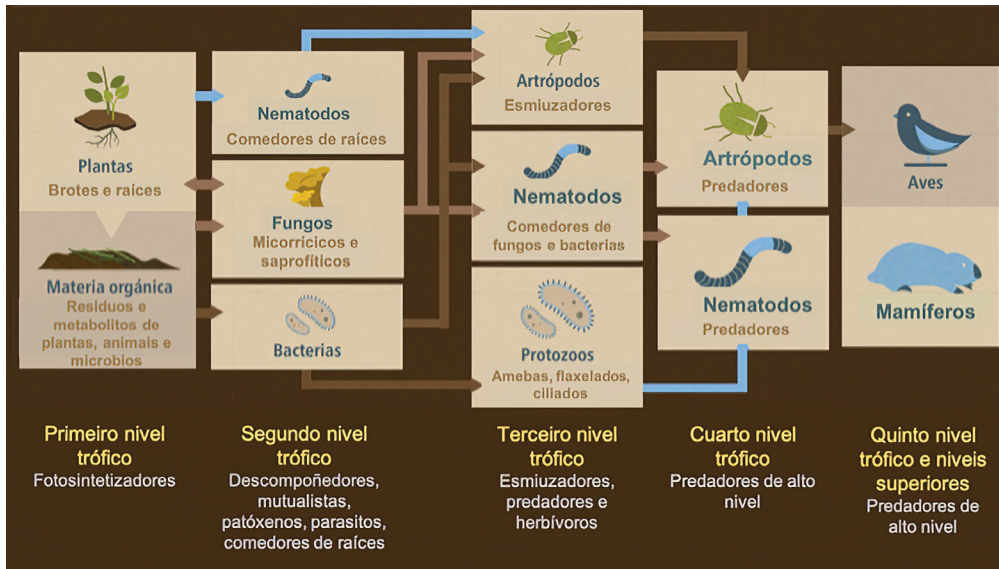 Plantas
Brotes e raíces
Materia orgánica
Residuos e
metabolitos de
plantas, animais e
microbios
Nematodos
Comedores de raíces
Fungos
Micorricicos e
saprofíticos
Bacterias
Artrópodos
Esmiuzadores
Nematodos
Comedores de
fungos e bacterias
Protozoos
Amebas, flaxelados,
ciliados
Artrópodos
Predadores
Nematodos
Predadores
Aves
Mamíferos
Primeiro nivel
trófico
Fotosintetizadores
Segundo nivel
trófico
Descompoñedores,
mutualistas,
patóxenos, parasitos,
comedores de raíces
Terceiro nivel
trófico
Esmiuzadores,
predadores e
herbívoros
Cuarto nivel
trófico
Predadores de alto
nivel
Quinto nivel
trófico e niveis
superiores
Predadores de
alto nivel